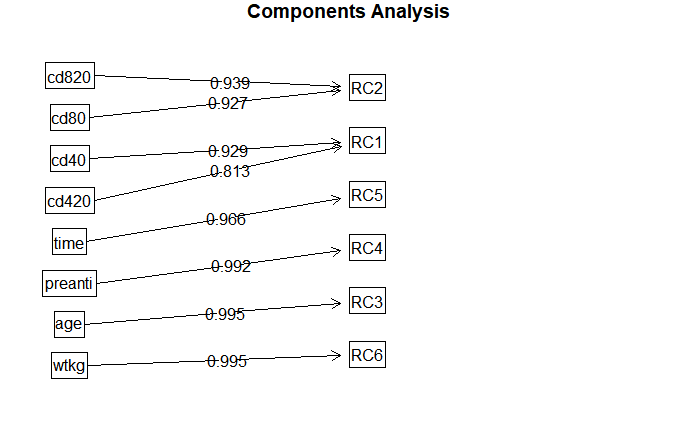 Components Analysis
cd820
0.939
RC2
cd80
0.927
cd40
0.929
RC1
cd420
0.813
time
0.966
RC5
preanti
0.992
RC4
age
0.995
RC3
wtkg
0.995
RC6